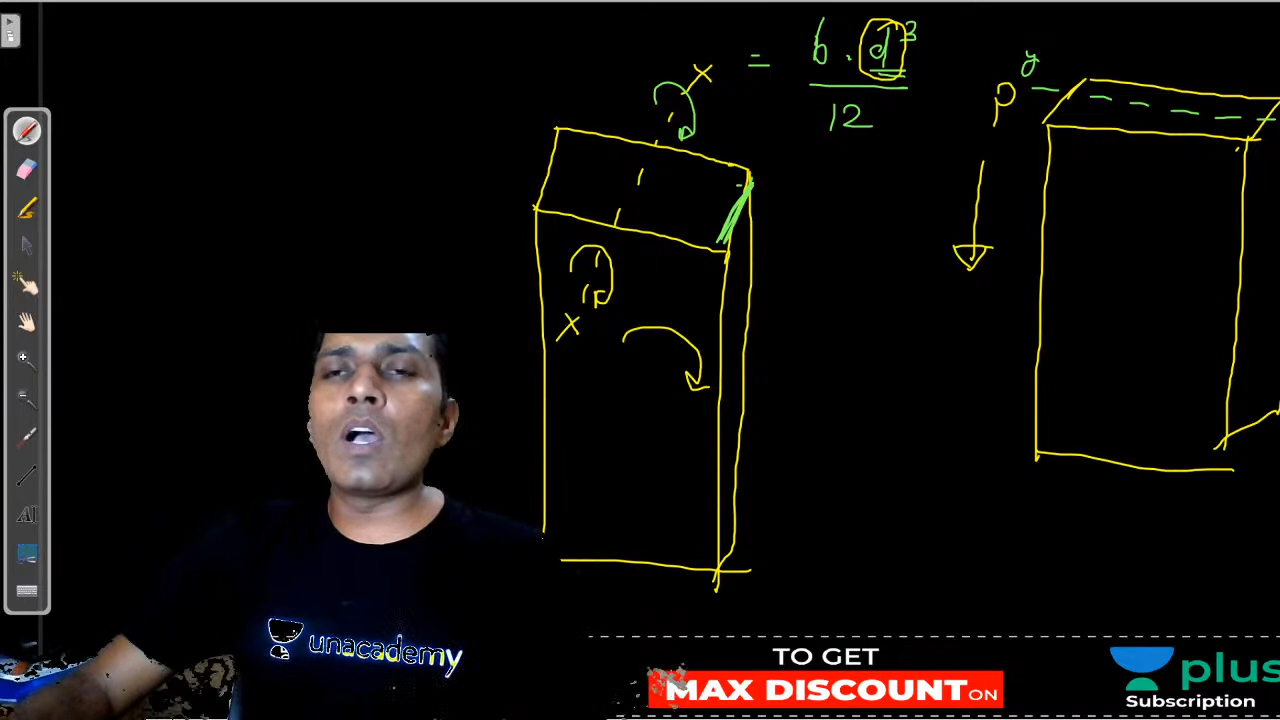 X = b . d³
12
X
P
y
A
unacademy
TO GET
MAX DISCOUNT ON
plus
Subscription